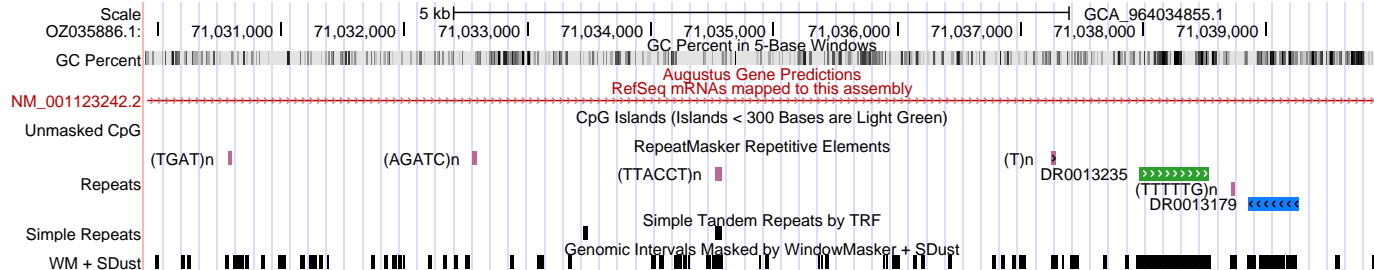 Scale 5 kb GCA_964034855.1
OZ035886.1: 71,031,000 71,032,000 71,033,000 71,034,000 71,035,000 71,036,000 71,037,000 71,038,000 71,039,000
GC Percent in 5-Base Windows
GC Percent
Augustus Gene Predictions
RefSeq mRNAs mapped to this assembly
NM_001123242.2
CpG Islands (Islands < 300 Bases are Light Green)
Unmasked CpG
RepeatMasker Repetitive Elements
(TGAT)n (AGATC)n (T)n
(TTACCT)n DR0013235
Repeats
(TTTTTG)n
DR0013179
Simple Tandem Repeats by TRF
Simple Repeats
Genomic Intervals Masked by WindowMasker + SDust
WM + SDust